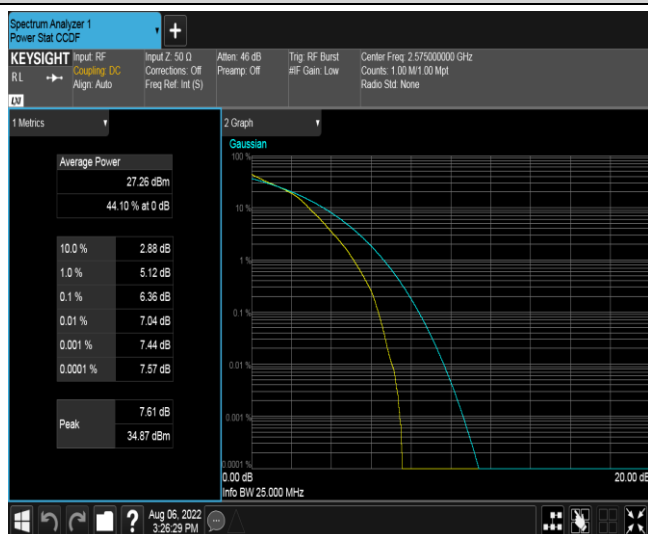 Spectrum Analyzer 1
Power Stat CCDF
KEYSIGHT
RL
LXI
Input: RF
Coupling: DC
Align: Auto
Input Z: 50 Ω
Corrections: Off
Freq Ref: Int (S)
Atten: 46 dB
Preamp: Off
Trig: RF Burst
#IF Gain: Low
Center Freq: 2.575000000 GHz
Counts: 1.00 M/1.00 Mpt
Radio Std: None
1 Metrics
Average Power
27.26 dBm
44.10 % at 0 dB
10.0 % 2.88 dB
1.0 % 5.12 dB
0.1 % 6.36 dB
0.01 % 7.04 dB
0.001 % 7.44 dB
0.0001 % 7.57 dB
Peak 7.61 dB
34.87 dBm
2 Graph
Gaussian
100 %
10 %
1 %
0.1 %
0.01 %
0.001 %
0.0001 %
0.00 dB 20.00 dB
Info BW 25.000 MHz
Aug 06, 2022
3:26:29 PM